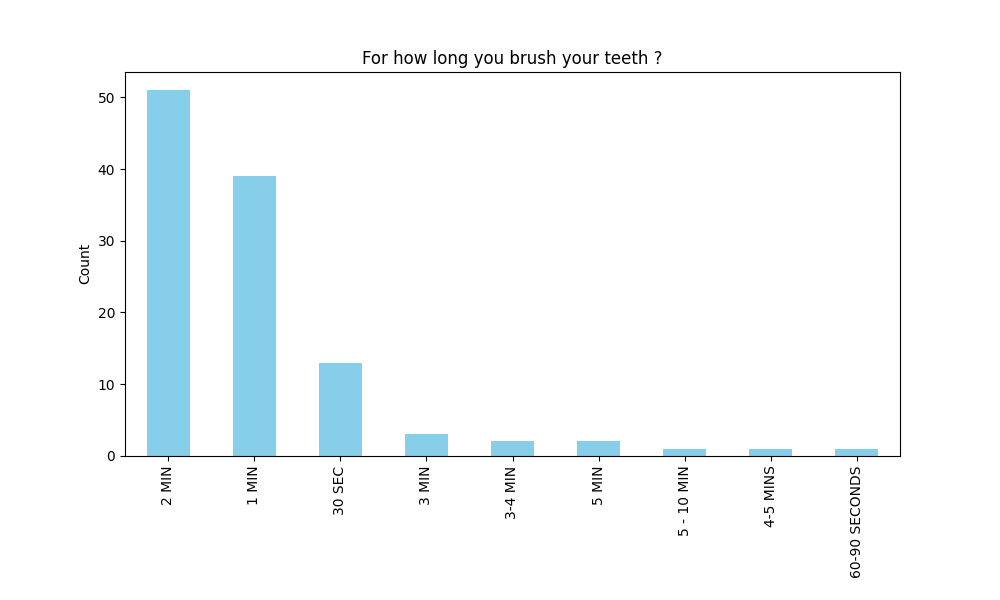 For how long you brush your teeth ?
Count
50
40
30
20
10
0
2 MIN
1 MIN
30 SEC
3 MIN
3-4 MIN
5 MIN
5 - 10 MIN
4-5 MINS
60-90 SECONDS